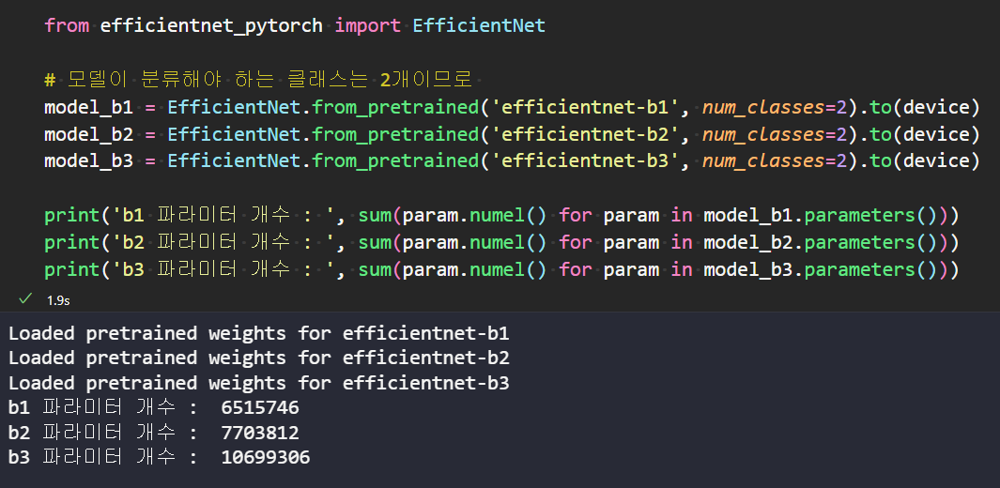 from efficientnet_pytorch import EfficientNet
# 모델이 분류해야 하는 클래스는 2개이므로
model_b1 = EfficientNet.from_pretrained('efficientnet-b1', num_classes=2).to(device)
model_b2 = EfficientNet.from_pretrained('efficientnet-b2', num_classes=2).to(device)
model_b3 = EfficientNet.from_pretrained('efficientnet-b3', num_classes=2).to(device)
print('b1 파라미터 개수 : ', sum(param.numel() for param in model_b1.parameters()))
print('b2 파라미터 개수 : ', sum(param.numel() for param in model_b2.parameters()))
print('b3 파라미터 개수 : ', sum(param.numel() for param in model_b3.parameters()))
1.9s
Loaded pretrained weights for efficientnet-b1
Loaded pretrained weights for efficientnet-b2
Loaded pretrained weights for efficientnet-b3
b1 파라미터 개수 :  6515746
b2 파라미터 개수 :  7703812
b3 파라미터 개수 :  10699306